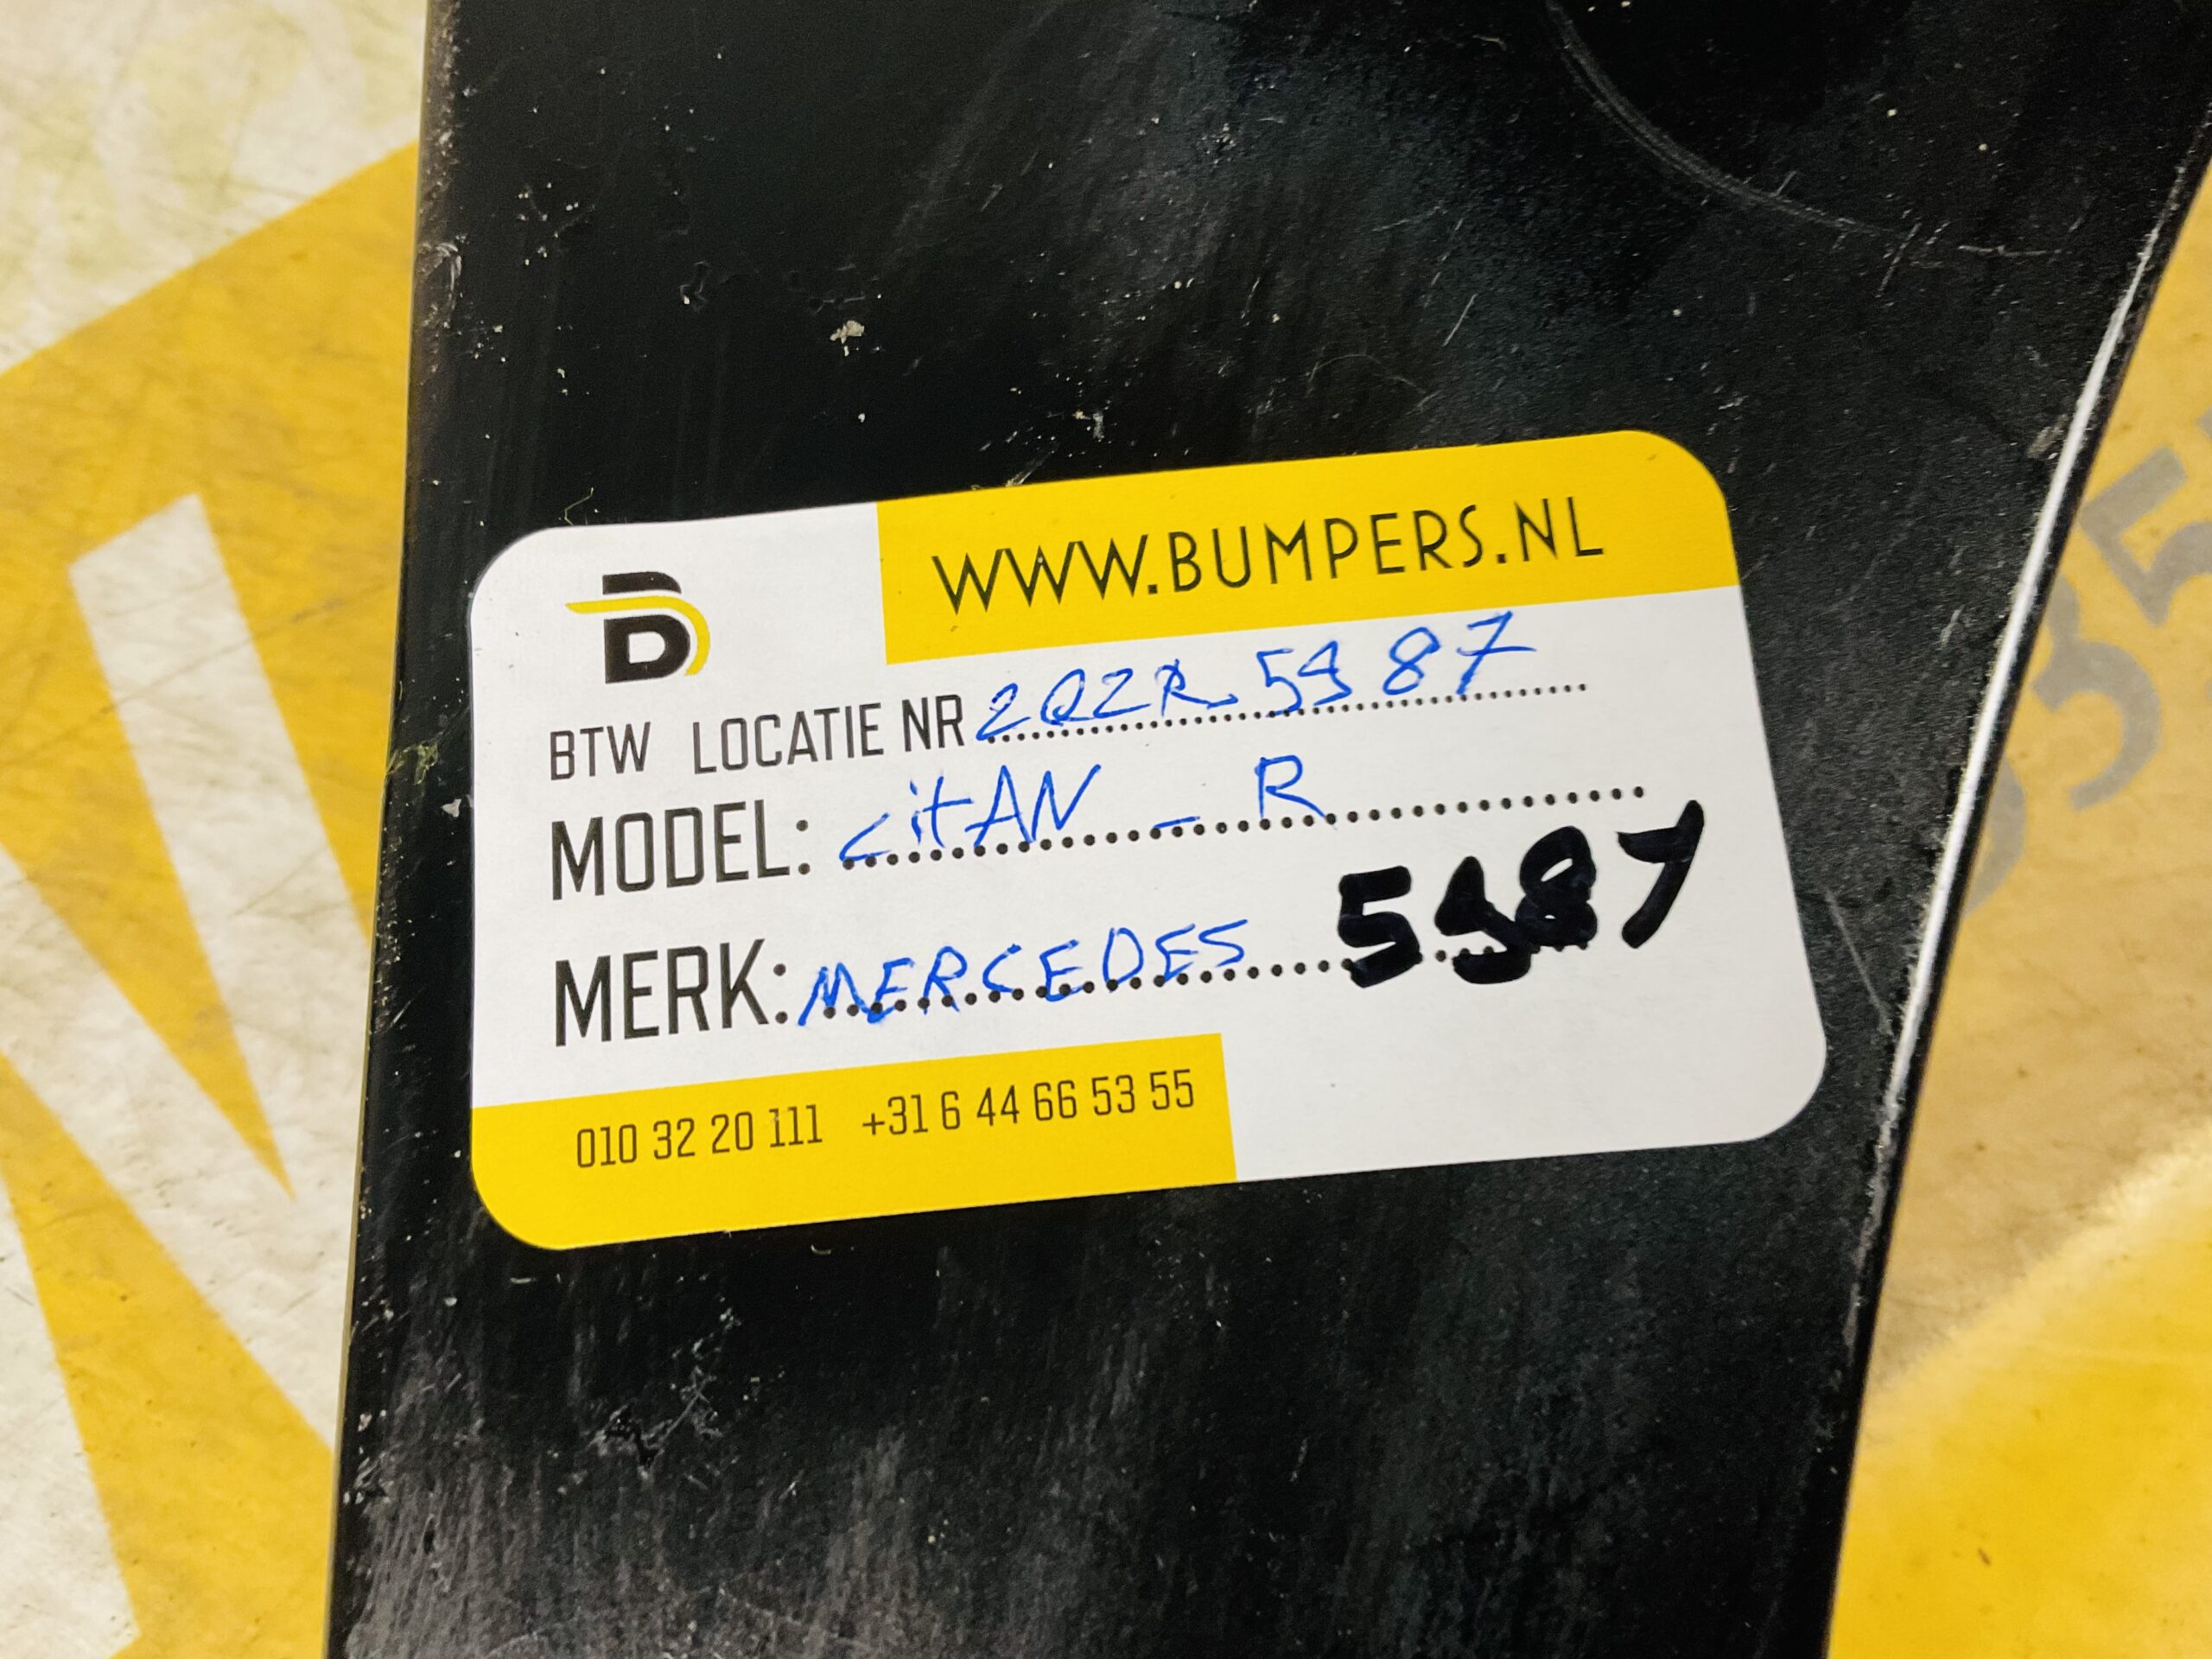 WWW.BUMPERS.NL
BTW LOCATIE NR 2QZR 5987
MODEL: CitAN - R
MERK: MERCEDES 5987
010 32 20 111 +31 6 44 66 53 55